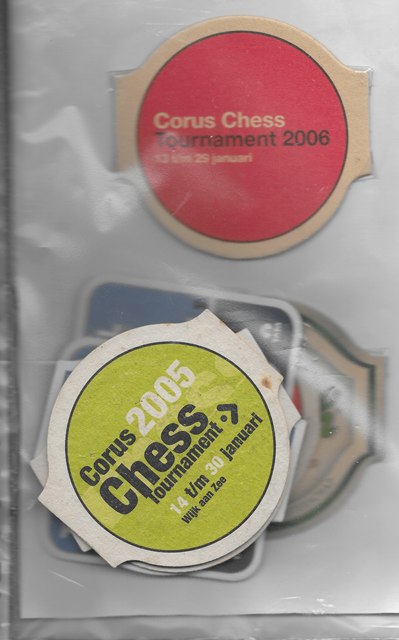 Corus Chess
Tournament 2006
13 t/m 29 januari
Corus 2005
Chess
Tournament
14 t/m 30 januari
Wijk aan Zee